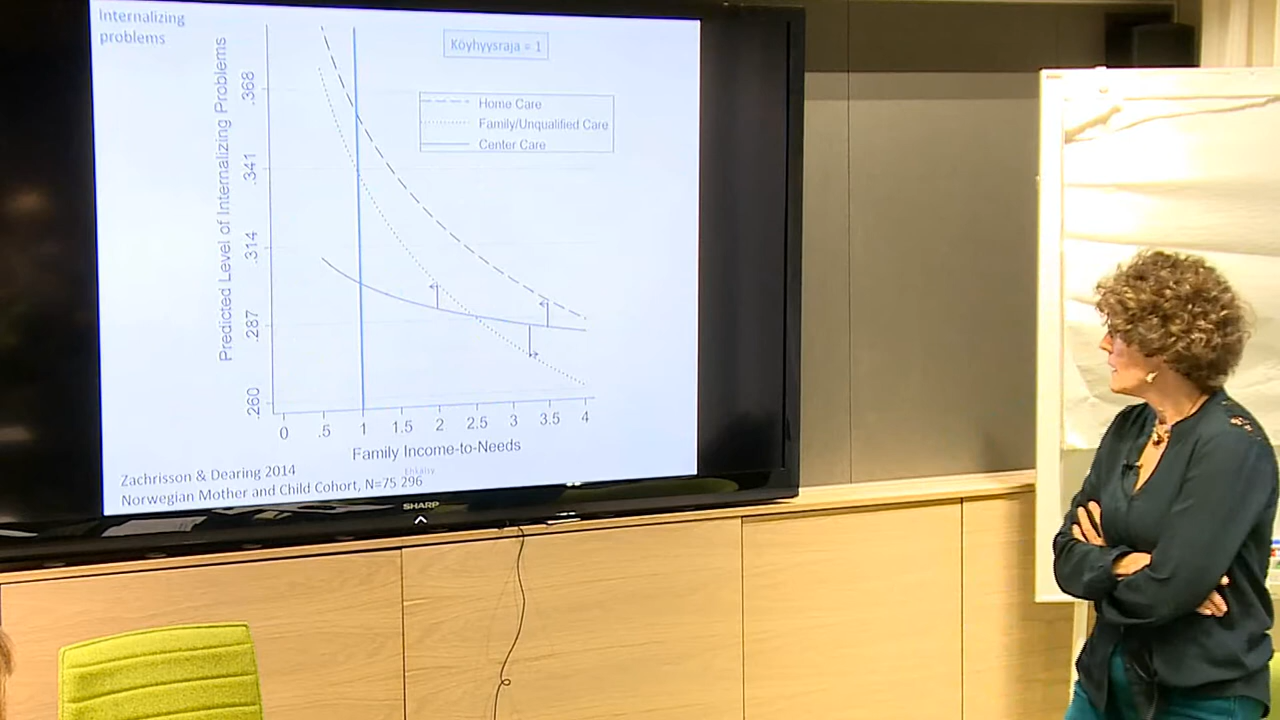 Internalizing
problems
Köyhyysraja = 1
Home Care
Family/Unqualified Care
Center Care
Predicted Level of Internalizing Problems
.368
.341
.314
.287
.260
0 .5 1 1.5 2 2.5 3 3.5 4
Family Income-to-Needs
Zachrisson & Dearing 2014
Norwegian Mother and Child Cohort, N=75 296
SHARP